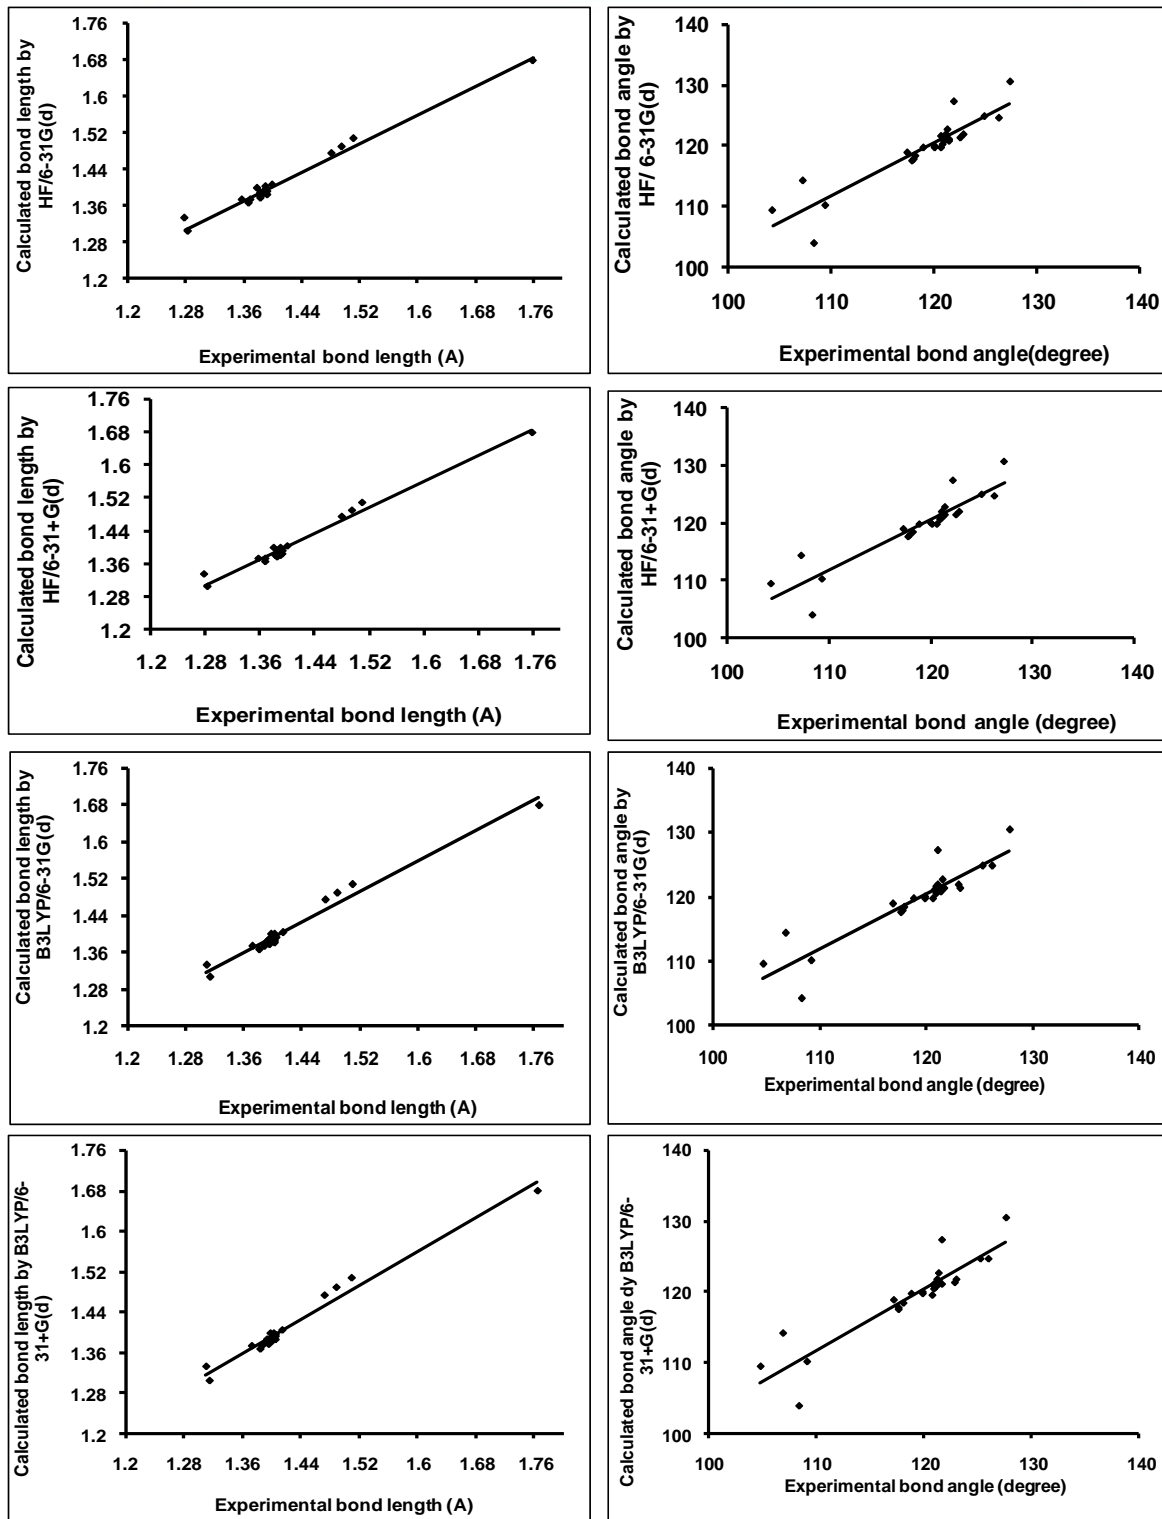 1.76
1.68
1.6
1.52
1.44
1.36
1.28
1.2
Calculated bond length by
HF/6-31G(d)
1.2 1.28 1.36 1.44 1.52 1.6 1.68 1.76
Experimental bond length (A)
140
130
120
110
100
Calculated bond angle by
HF/ 6-31G(d)
100 110 120 130 140
Experimental bond angle(degree)
1.76
1.68
1.6
1.52
1.44
1.36
1.28
1.2
Calculated bond length by
HF/6-31+G(d)
1.2 1.28 1.36 1.44 1.52 1.6 1.68 1.76
Experimental bond length (A)
140
130
120
110
100
Calculated bond angle by
HF/6-31+G(d)
100 110 120 130 140
Experimental bond angle (degree)
1.76
1.68
1.6
1.52
1.44
1.36
1.28
1.2
Calculated bond length by
B3LYP/6-31G(d)
1.2 1.28 1.36 1.44 1.52 1.6 1.68 1.76
Experimental bond length (A)
140
130
120
110
100
Calculated bond angle by
B3LYP/6-31G(d)
100 110 120 130 140
Experimental bond angle (degree)
1.76
1.68
1.6
1.52
1.44
1.36
1.28
1.2
Calculated bond length by B3LYP/6-
31+G(d)
1.2 1.28 1.36 1.44 1.52 1.6 1.68 1.76
Experimental bond length (A)
140
130
120
110
100
Calculated bond angle dy B3LYP/6-
31+G(d)
100 110 120 130 140
Experimental bond angle (degree)